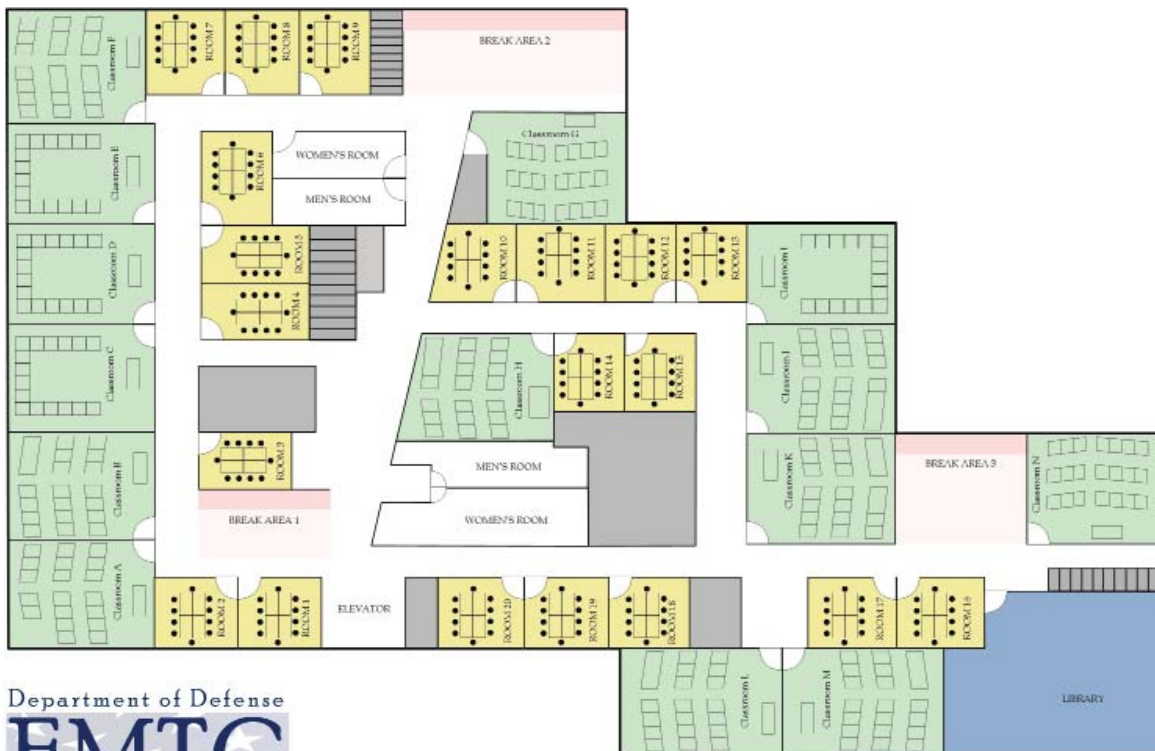 Classroom F
ROOM 7
ROOM 8
ROOM 9
BREAK AREA 2
Classroom E
ROOM 6
WOMEN'S ROOM
MEN'S ROOM
Classroom G
Classroom D
ROOM 5
ROOM 4
ROOM 10
ROOM 11
ROOM 12
ROOM 13
Classroom I
Classroom C
Classroom H
ROOM 14
ROOM 15
Classroom J
Classroom B
ROOM 3
MEN'S ROOM
WOMEN'S ROOM
Classroom K
BREAK AREA 3
Classroom N
BREAK AREA 1
Classroom A
ROOM 2
ROOM 1
ELEVATOR
ROOM 20
ROOM 19
ROOM 18
ROOM 17
ROOM 16
Classroom L
Classroom M
LIBRARY
Department of Defense
FMTC